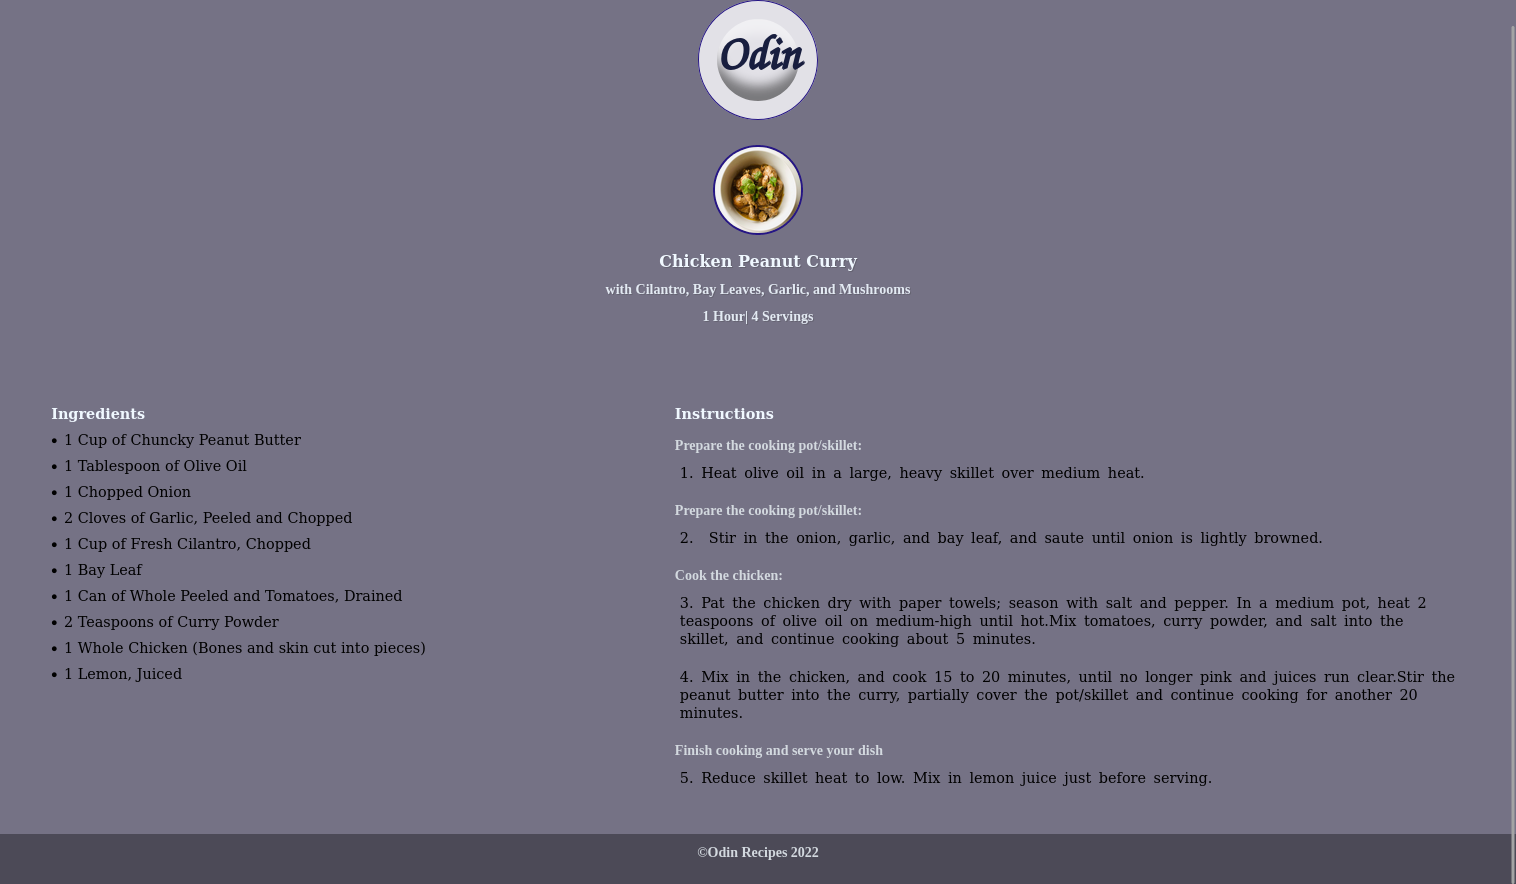 Odin
Chicken Peanut Curry
with Cilantro, Bay Leaves, Garlic, and Mushrooms
1 Hour| 4 Servings
Ingredients
• 1 Cup of Chuncky Peanut Butter
• 1 Tablespoon of Olive Oil
• 1 Chopped Onion
• 2 Cloves of Garlic, Peeled and Chopped
• 1 Cup of Fresh Cilantro, Chopped
• 1 Bay Leaf
• 1 Can of Whole Peeled and Tomatoes, Drained
• 2 Teaspoons of Curry Powder
• 1 Whole Chicken (Bones and skin cut into pieces)
• 1 Lemon, Juiced
Instructions
Prepare the cooking pot/skillet:
1. Heat olive oil in a large, heavy skillet over medium heat.
Prepare the cooking pot/skillet:
2. Stir in the onion, garlic, and bay leaf, and saute until onion is lightly browned.
Cook the chicken:
3. Pat the chicken dry with paper towels; season with salt and pepper. In a medium pot, heat 2
teaspoons of olive oil on medium-high until hot.Mix tomatoes, curry powder, and salt into the
skillet, and continue cooking about 5 minutes.
4. Mix in the chicken, and cook 15 to 20 minutes, until no longer pink and juices run clear.Stir the
peanut butter into the curry, partially cover the pot/skillet and continue cooking for another 20
minutes.
Finish cooking and serve your dish
5. Reduce skillet heat to low. Mix in lemon juice just before serving.
©Odin Recipes 2022